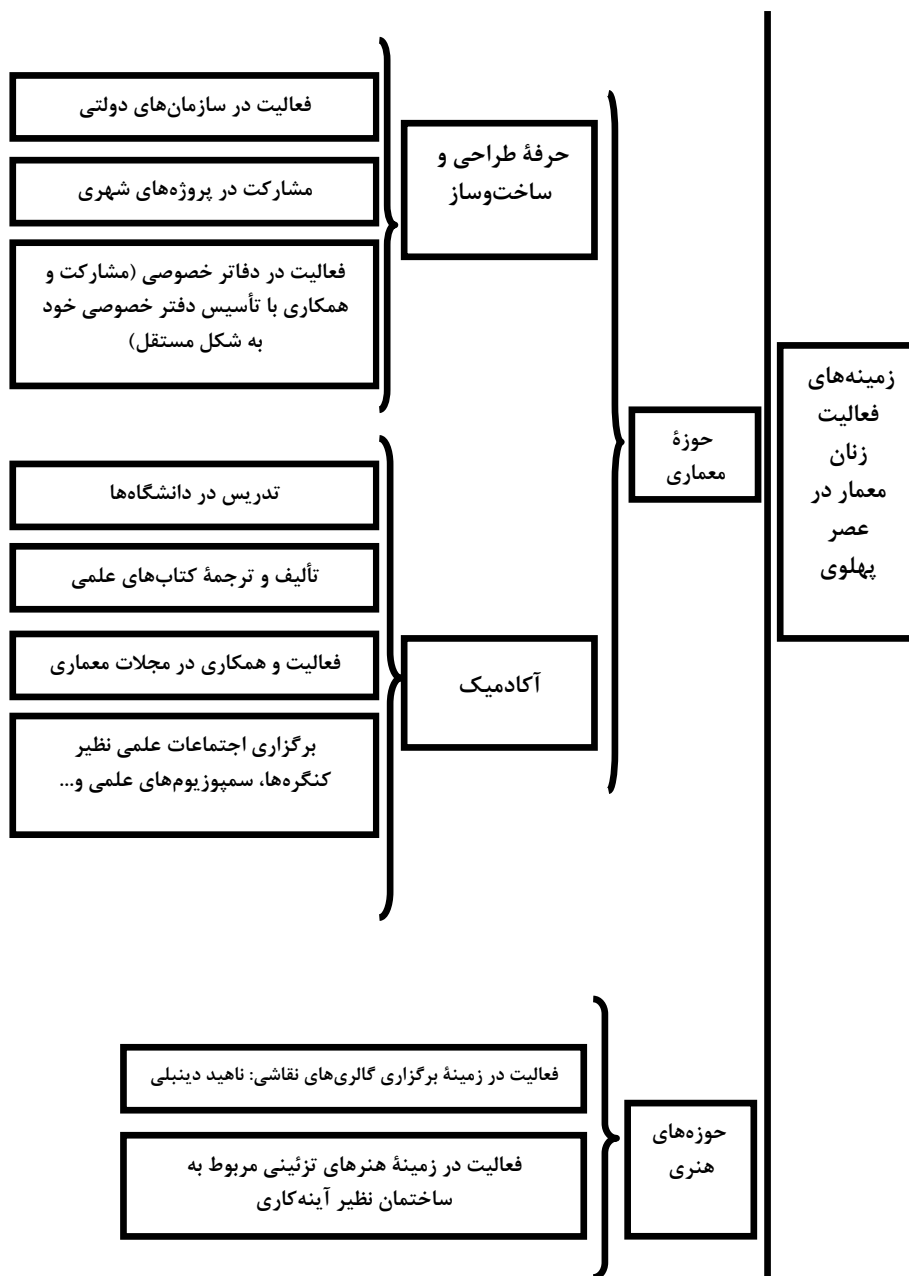 زمینه‌های
فعالیت
زنان
معمار در
عصر
پهلوی
حوزهٔ
معماری
حرفهٔ طراحی و
ساخت‌وساز
فعالیت در سازمان‌های دولتی
مشارکت در پروژه‌های شهری
فعالیت در دفاتر خصوصی (مشارکت و
همکاری با تأسیس دفتر خصوصی خود
به شکل مستقل)
آکادمیک
تدریس در دانشگاه‌ها
تألیف و ترجمهٔ کتاب‌های علمی
فعالیت و همکاری در مجلات معماری
برگزاری اجتماعات علمی نظیر
کنگره‌ها، سمپوزیوم‌های علمی و...
حوزه‌های
هنری
فعالیت در زمینهٔ برگزاری گالری‌های نقاشی: ناهید دینبلی
فعالیت در زمینهٔ هنرهای تزئینی مربوط به
ساختمان نظیر آینه‌کاری